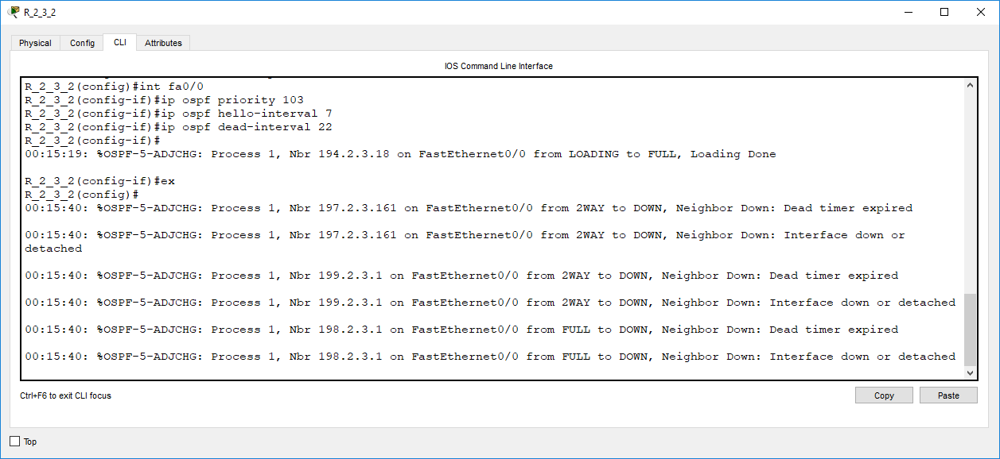 R_2_3_2
Physical Config CLI Attributes
IOS Command Line Interface
R_2_3_2(config)#int fa0/0
R_2_3_2(config-if)#ip ospf priority 103
R_2_3_2(config-if)#ip ospf hello-interval 7
R_2_3_2(config-if)#ip ospf dead-interval 22
R_2_3_2(config-if)#
00:15:19: %OSPF-5-ADJCHG: Process 1, Nbr 194.2.3.18 on FastEthernet0/0 from LOADING to FULL, Loading Done
R_2_3_2(config-if)#ex
R_2_3_2(config)#
00:15:40: %OSPF-5-ADJCHG: Process 1, Nbr 197.2.3.161 on FastEthernet0/0 from 2WAY to DOWN, Neighbor Down: Dead timer expired
00:15:40: %OSPF-5-ADJCHG: Process 1, Nbr 197.2.3.161 on FastEthernet0/0 from 2WAY to DOWN, Neighbor Down: Interface down or
detached
00:15:40: %OSPF-5-ADJCHG: Process 1, Nbr 199.2.3.1 on FastEthernet0/0 from 2WAY to DOWN, Neighbor Down: Dead timer expired
00:15:40: %OSPF-5-ADJCHG: Process 1, Nbr 199.2.3.1 on FastEthernet0/0 from 2WAY to DOWN, Neighbor Down: Interface down or detached
00:15:40: %OSPF-5-ADJCHG: Process 1, Nbr 198.2.3.1 on FastEthernet0/0 from FULL to DOWN, Neighbor Down: Dead timer expired
00:15:40: %OSPF-5-ADJCHG: Process 1, Nbr 198.2.3.1 on FastEthernet0/0 from FULL to DOWN, Neighbor Down: Interface down or detached
Ctrl+F6 to exit CLI focus
Copy Paste
Top